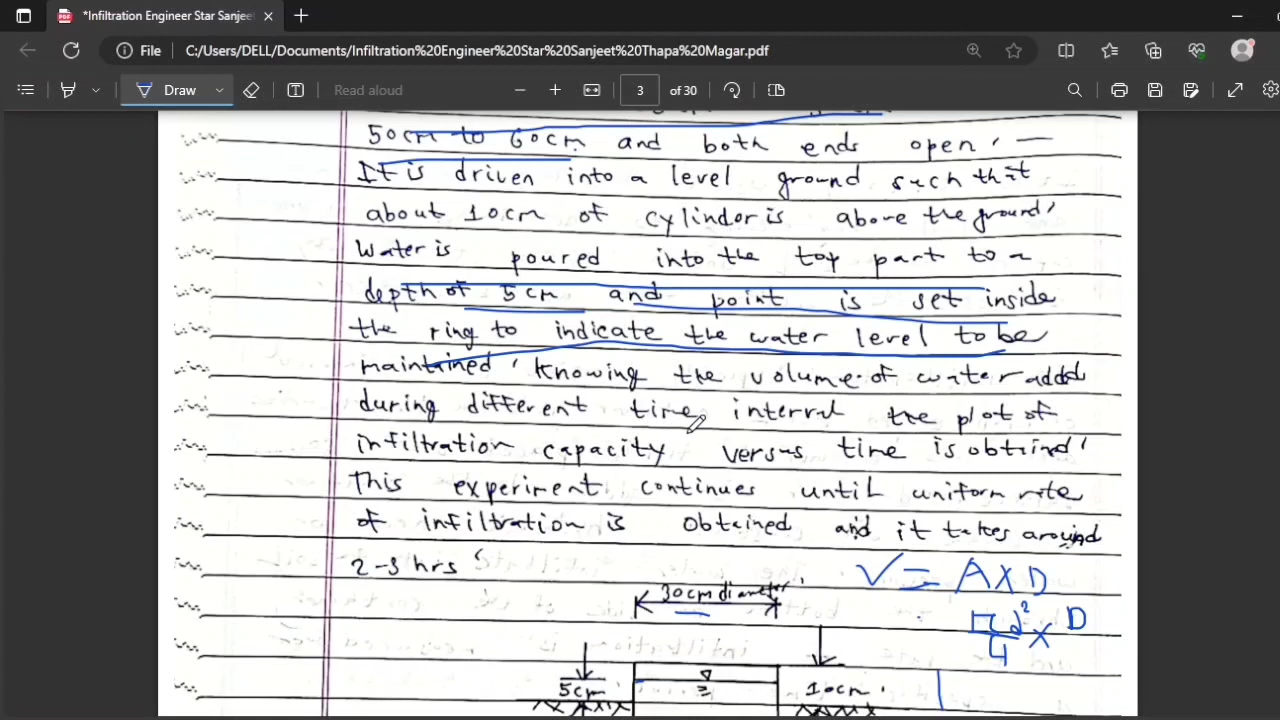 *Infiltration Engineer Star Sanjee
File
C:/Users/DELL/Documents/Infiltration%20Engineer%20Star%20Sanjeet%20Thapa%20Magar.pdf
Draw
Read aloud
3 of 30
50cm to 60cm and both ends open, —
It is driven into a level ground such that
about 10cm of cylindor is above the ground'
Water is poured into the top part to a
depth of 5cm and point is set inside
the ring to indicate the water level to be
maintained ' Knowing the volume of water added
during different time interval the plot of
infiltration capacity versus time is obtained'
This experiment continues until uniform rate
of infiltration is obtained and it takes around
2-3 hrs '
V = A x D
30cm diameter '
πd²/4 x D
5cm
10cm '